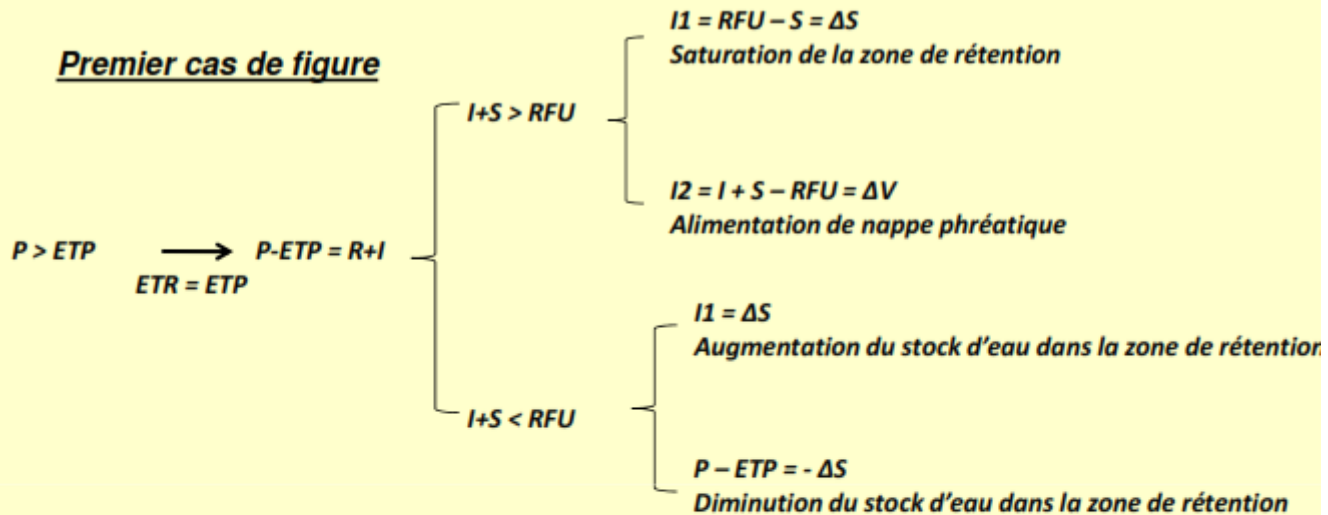 Premier cas de figure
I1 = RFU – S = ΔS
Saturation de la zone de rétention
I+S > RFU
I2 = I + S – RFU = ΔV
Alimentation de nappe phréatique
P > ETP
P-ETP = R+I
ETR = ETP
I1 = ΔS
Augmentation du stock d'eau dans la zone de rétention
I+S < RFU
P – ETP = - ΔS
Diminution du stock d'eau dans la zone de rétention